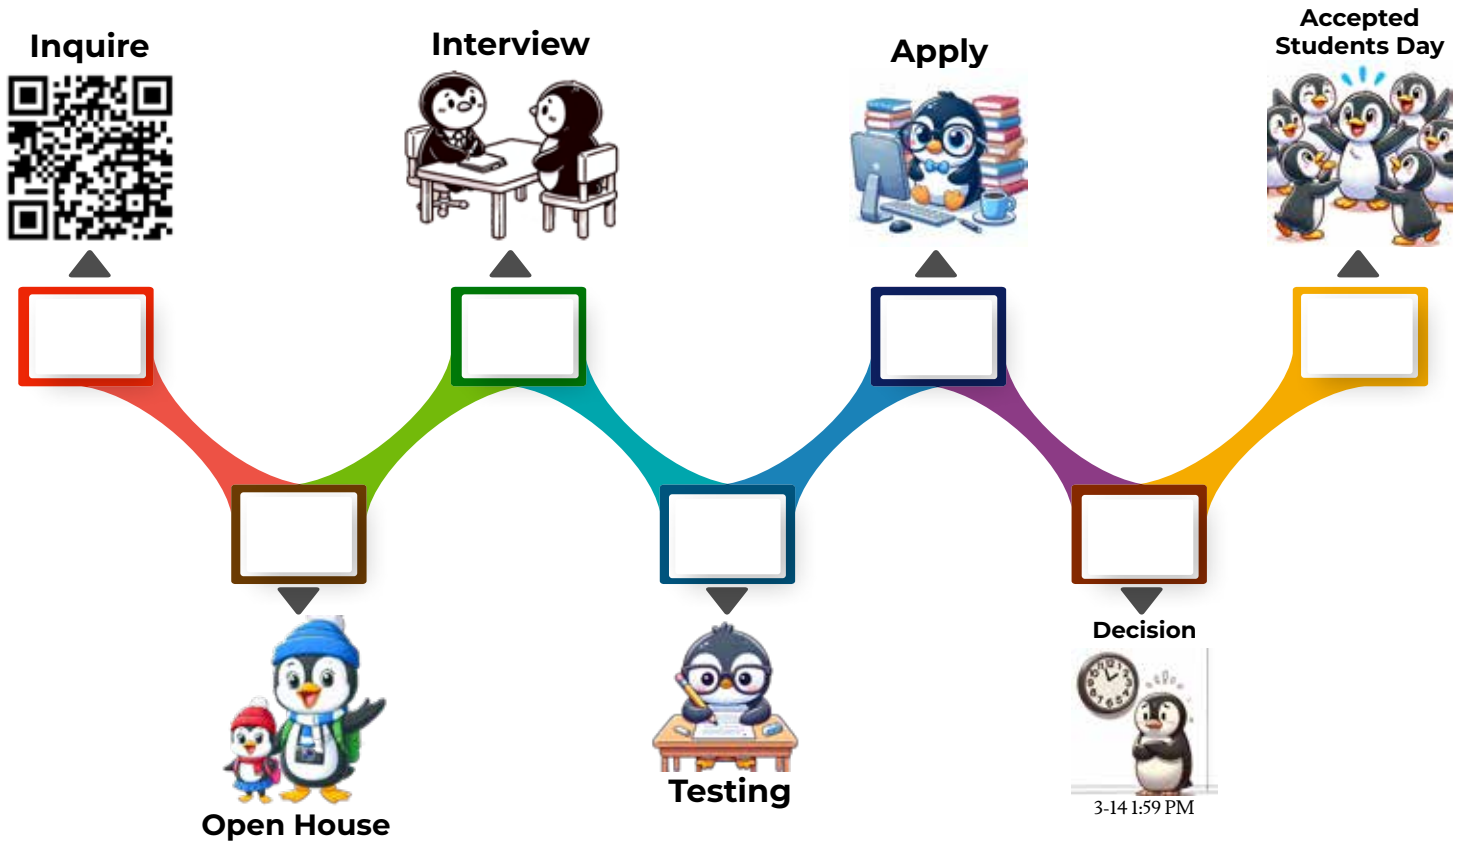 Inquire
Interview
Apply
Accepted
Students Day
Open House
Testing
Decision
3-14 1:59 PM